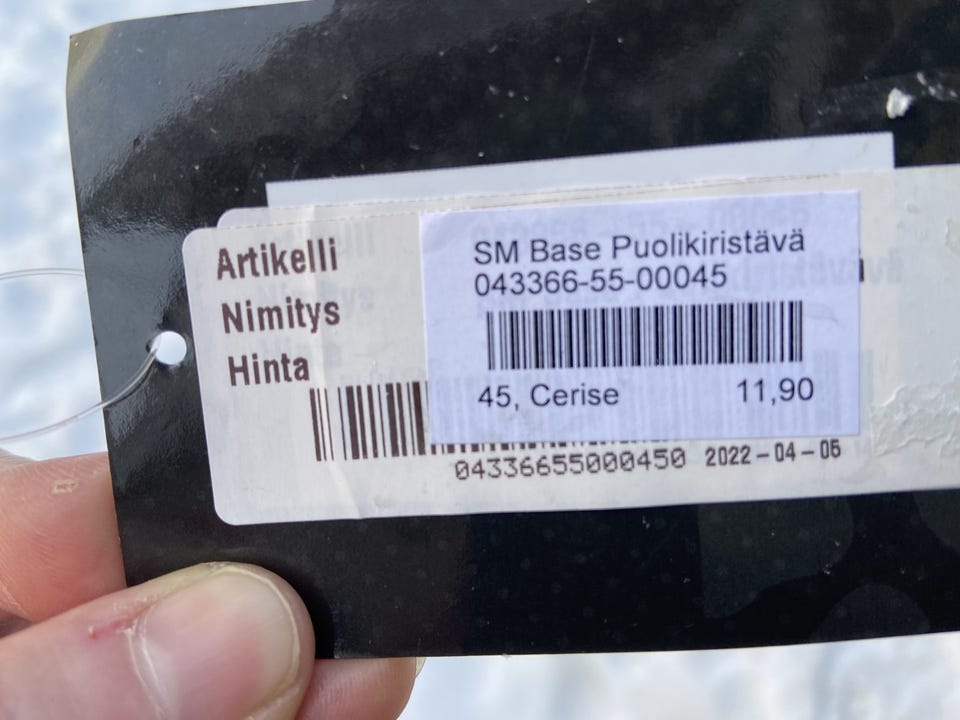 Artikelli
Nimitys
Hinta
SM Base Puolikiristävä
043366-55-00045
45, Cerise 11,90
04336655000450 2022-04-05